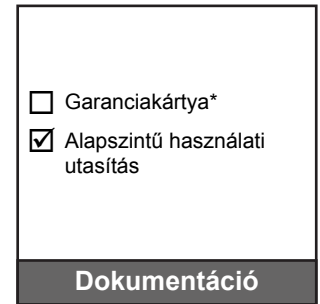 Garanciakártya*
Alapszintű használati
utasítás
Dokumentáció